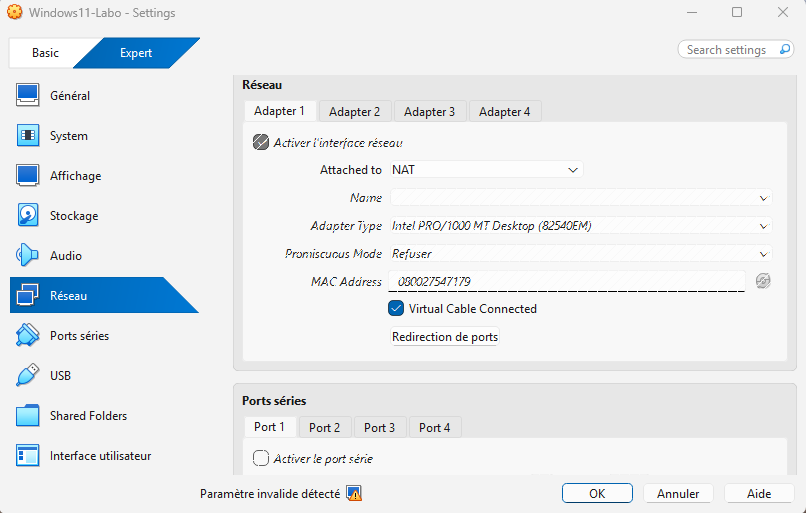 Windows11-Labo - Settings
Basic
Expert
Search settings
Général
System
Affichage
Stockage
Audio
Réseau
Ports séries
USB
Shared Folders
Interface utilisateur
Réseau
Adapter 1 Adapter 2 Adapter 3 Adapter 4
Activer l'interface réseau
Attached to NAT
Name
Adapter Type Intel PRO/1000 MT Desktop (82540EM)
Promiscuous Mode Refuser
MAC Address 080027547179
Virtual Cable Connected
Redirection de ports
Ports séries
Port 1 Port 2 Port 3 Port 4
Activer le port série
Paramètre invalide détecté
OK
Annuler
Aide